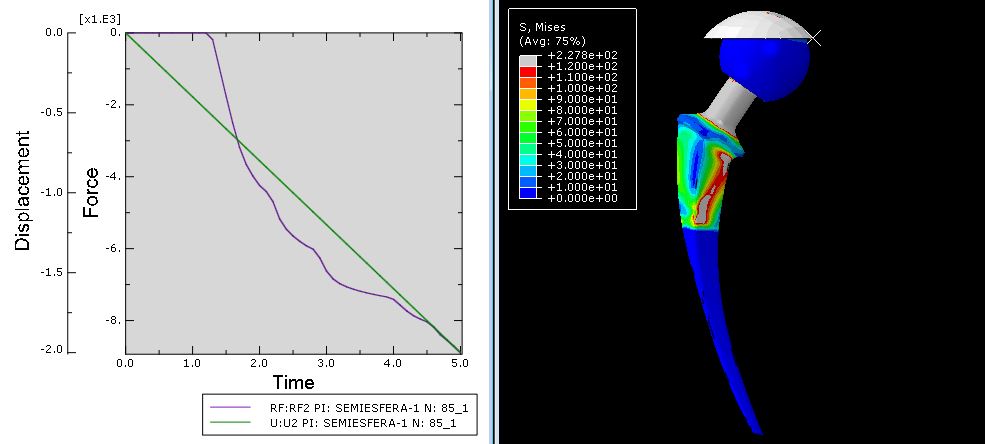 [x1.E3]
0.0
-0.5
-1.0
-1.5
-2.0
Displacement
0.
-2.
-4.
-6.
-8.
Force
0.0 1.0 2.0 3.0 4.0 5.0
Time
RF:RF2 PI: SEMIESFERA-1 N: 85_1
U:U2 PI: SEMIESFERA-1 N: 85_1
S, Mises
(Avg: 75%)
+2.278e+02
+1.200e+02
+1.100e+02
+1.000e+02
+9.000e+01
+8.000e+01
+7.000e+01
+6.000e+01
+5.000e+01
+4.000e+01
+3.000e+01
+2.000e+01
+1.000e+01
+0.000e+00